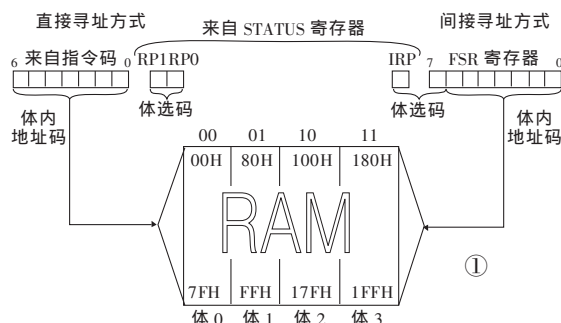 直接寻址方式 来自 STATUS 寄存器 间接寻址方式
6 来自指令码 0 RP1RP0 IRP 7 FSR 寄存器 0
体选码 体选码
体内 体内
地址码 地址码
00 01 10 11
00H 80H 100H 180H
RAM
①
7FH FFH 17FH 1FFH
体 0 体 1 体 2 体 3